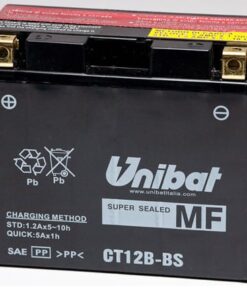 Unibat
www.unibatitalia.com
Pb Pb
SUPER SEALED MF
CHARGING METHOD
STD:1.2Ax5~10h
QUICK:5Ax1h
SAE PP >PP<
CT12B-BS